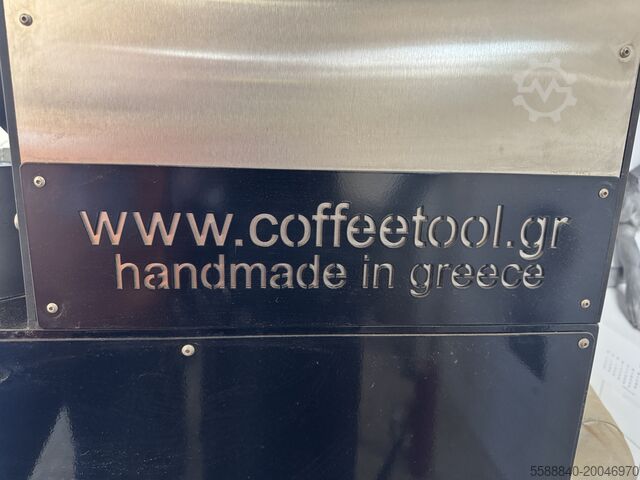 www.coffeetool.gr
handmade in greece
5588840-20046970